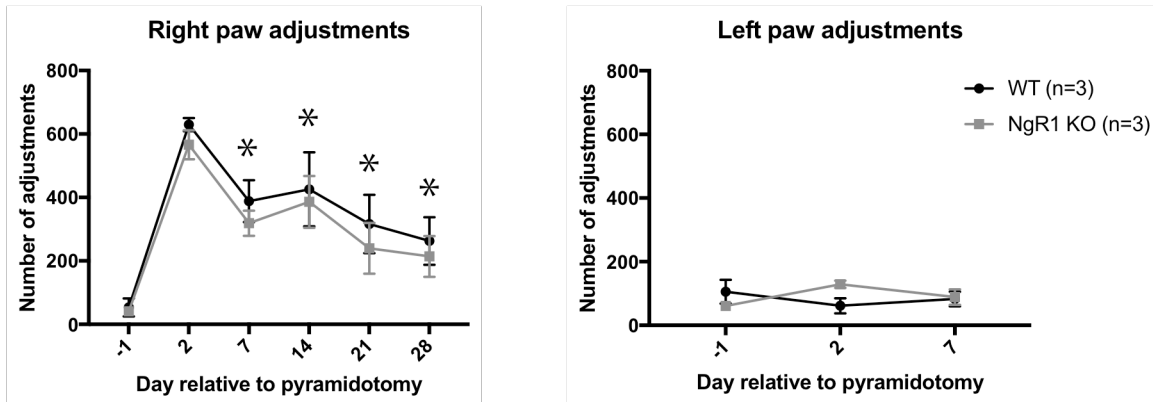 Right paw adjustments
Number of adjustments
800
600
400
200
0
* * * *
-1 2 7 14 21 28
Day relative to pyramidotomy
Left paw adjustments
Number of adjustments
800
600
400
200
0
WT (n=3)
NgR1 KO (n=3)
-1 2 7
Day relative to pyramidotomy